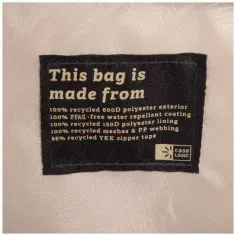 This bag is
made from
100% recycled 600D polyester exterior
100% PFAS-free water repellent coating
100% recycled 150D polyester lining
100% recycled meshes & PP webbing
86% recycled YKK zipper tape
case
LOGIC